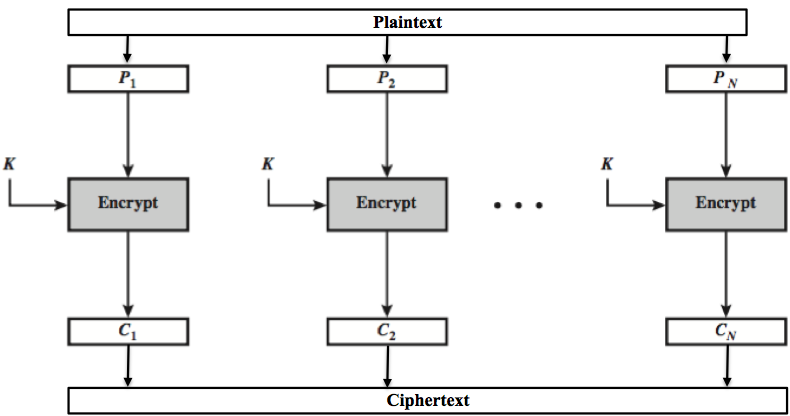 Plaintext
P1 P2 PN
K K K
Encrypt Encrypt • • • Encrypt
C1 C2 CN
Ciphertext